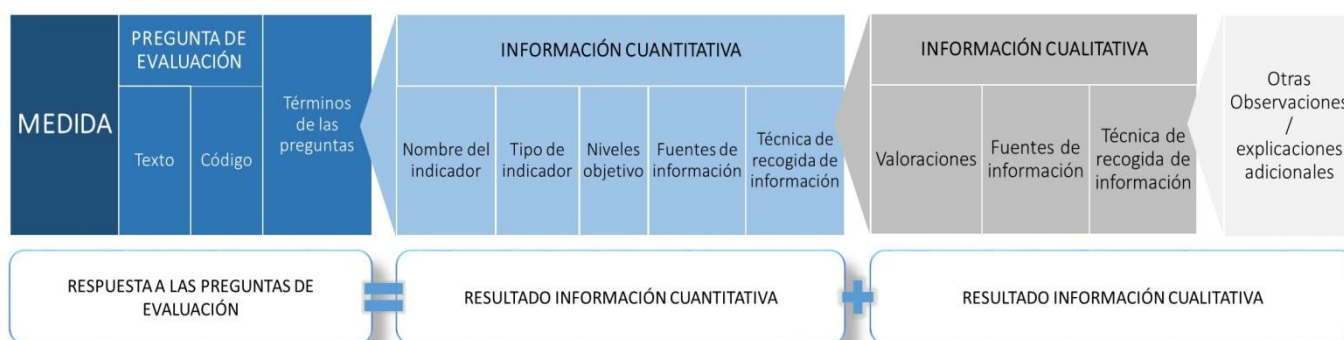 MEDIDA
PREGUNTA DE
EVALUACIÓN
Texto
Código
Términos
de las
preguntas
INFORMACIÓN CUANTITATIVA
Nombre del
indicador
Tipo de
indicador
Niveles
objetivo
Fuentes de
información
Técnica de
recogida de
información
INFORMACIÓN CUALITATIVA
Valoraciones
Fuentes de
información
Técnica de
recogida de
información
Otras
Observaciones
/
explicaciones
adicionales
RESPUESTA A LAS PREGUNTAS DE
EVALUACIÓN
=
RESULTADO INFORMACIÓN CUANTITATIVA
+
RESULTADO INFORMACIÓN CUALITATIVA